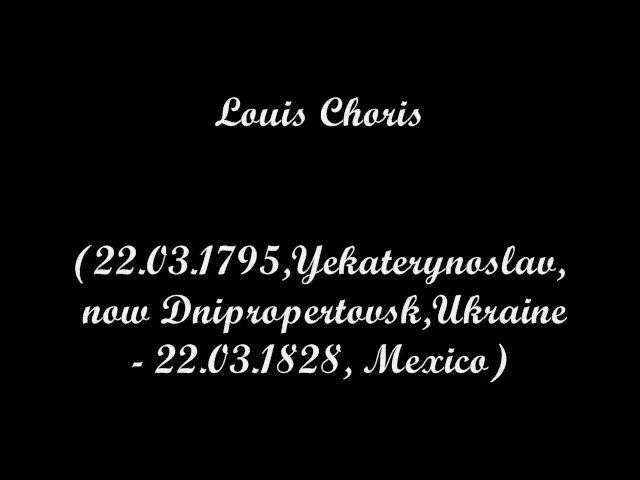 Louis Choris
(22.03.1795,Yekaterynoslav,
now Dnipropertovsk,Ukraine
- 22.03.1828, Mexico)